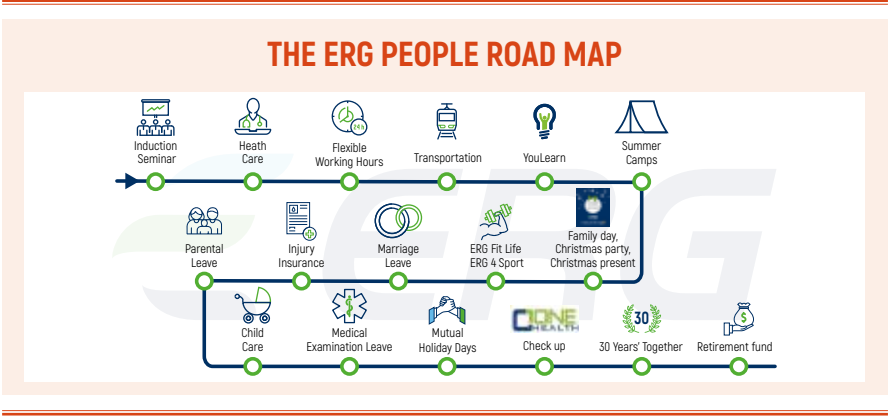 THE ERG PEOPLE ROAD MAP
Induction
Seminar
Heath
Care
24h
Flexible
Working Hours
Transportation
YouLearn
Summer
Camps
Parental
Leave
Injury
Insurance
Marriage
Leave
ERG Fit Life
ERG 4 Sport
Family day,
Christmas party,
Christmas present
ERG
Child
Care
Medical
Examination Leave
Mutual
Holiday Days
ONE
HEALTH
Check up
30
30 Years' Together
$
Retirement fund